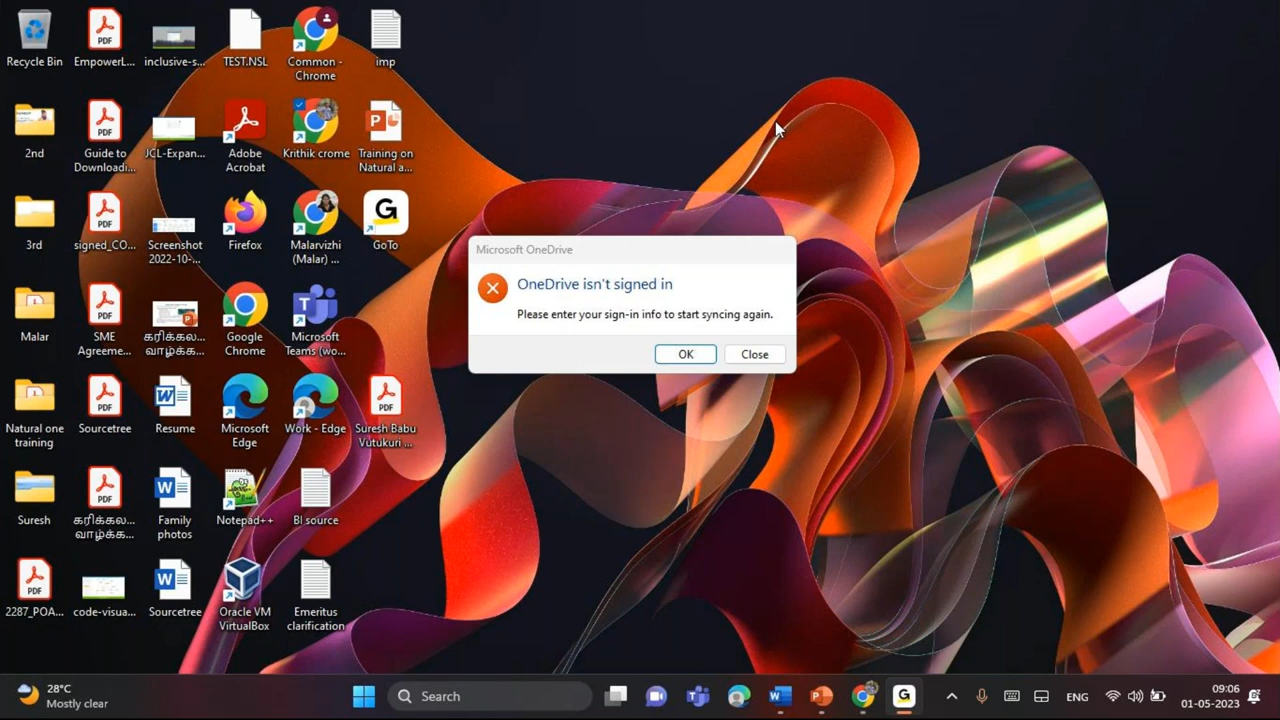 Recycle Bin
EmpowerL...
inclusive-s...
TEST.NSL
Common -
Chrome
imp
2nd
Guide to
Downloadi...
JCL-Expan...
Adobe
Acrobat
Krithik crome
Training on
Natural a...
3rd
signed_CO...
Screenshot
2022-10-...
Firefox
Malarvizhi
(Malar) ...
GoTo
Malar
SME
Agreeme...
கரிக்கல...
வாழ்க்க...
Google
Chrome
Microsoft
Teams (wo...
Natural one
training
Sourcetree
Resume
Microsoft
Edge
Work - Edge
Suresh Babu
Vutukuri ...
Suresh
கரிக்கல...
வாழ்க்க...
Family
photos
Notepad++
BI source
2287_POA...
code-visua...
Sourcetree
Oracle VM
VirtualBox
Emeritus
clarification
Microsoft OneDrive
OneDrive isn't signed in
Please enter your sign-in info to start syncing again.
OK
Close
28°C
Mostly clear
Search
ENG
09:06
01-05-2023